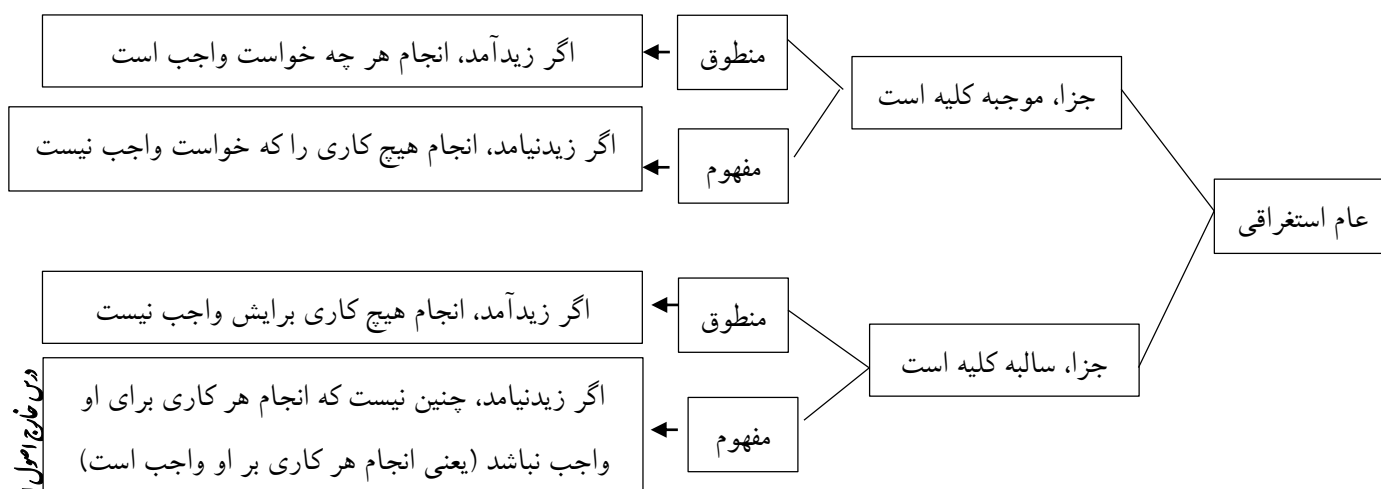 عام استغراقی
جزا، موجبه کلیه است
منطوق
اگر زیدآمد، انجام هر چه خواست واجب است
مفهوم
اگر زیدنیامد، انجام هیچ کاری را که خواست واجب نیست
جزا، سالبه کلیه است
منطوق
اگر زیدآمد، انجام هیچ کاری برایش واجب نیست
مفهوم
اگر زیدنیامد، چنین نیست که انجام هر کاری برای او
واجب نباشد (یعنی انجام هر کاری بر او واجب است)
درس خارج اصول